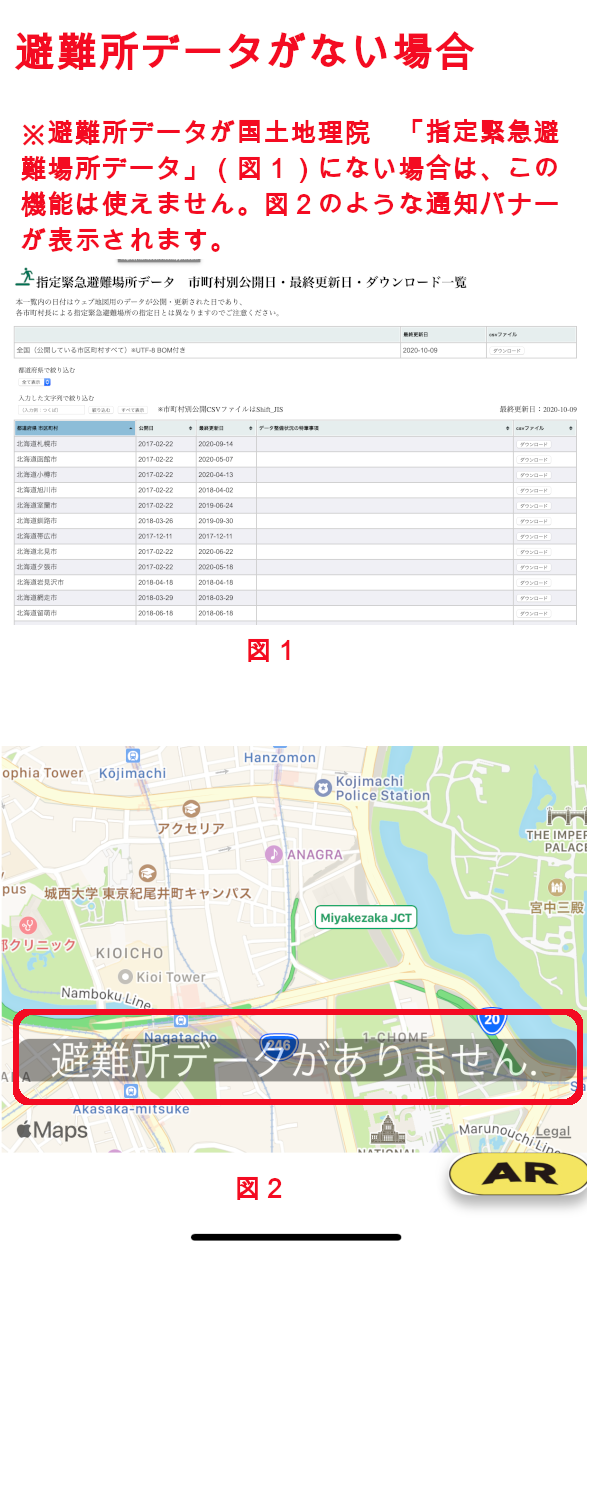 避難所データがない場合
※避難所データが国土地理院　「指定緊急避
難場所データ」(図1)にない場合は、この
機能は使えません。図2のような通知バナー
が表示されます。
指定緊急避難場所データ　市町村別公開日・最終更新日・ダウンロード一覧
本一覧内の日付はウェブ地図用のデータが公開・更新された日であり、
各市町村長による指定緊急避難場所の指定日とは異なりますのでご注意ください。
最終更新日 csvファイル
全国（公開している市区町村すべて）※UTF-8 BOM付き 2020-10-09 ダウンロード
都道府県で絞り込む
全て表示
入力した文字列で絞り込む
(入力例：つくば) 絞り込む すべて表示 ※市町村別公開CSVファイルはShift_JIS 最終更新日：2020-10-09
都道府県 市区町村 公開日 最終更新日 データ整備状況の特筆事項 csvファイル
北海道札幌市 2017-02-22 2020-09-14 ダウンロード
北海道函館市 2017-02-22 2020-05-07 ダウンロード
北海道小樽市 2017-02-22 2020-04-13 ダウンロード
北海道旭川市 2017-02-22 2018-04-02 ダウンロード
北海道室蘭市 2017-02-22 2019-06-24 ダウンロード
北海道釧路市 2018-03-26 2019-09-30 ダウンロード
北海道帯広市 2017-12-11 2017-12-11 ダウンロード
北海道北見市 2017-02-22 2020-06-22 ダウンロード
北海道夕張市 2017-02-22 2020-05-18 ダウンロード
北海道岩見沢市 2018-04-18 2018-04-18 ダウンロード
北海道網走市 2018-03-29 2018-03-29 ダウンロード
北海道留萌市 2018-06-18 2018-06-18 ダウンロード
図1
Hanzomon
ophia Tower Kōjimachi
Kojimachi
Police Station
アクセリア
THE IMPER
PALACE
ANARA
pus 城西大学 東京紀尾井町キャンパス
宮中三殿
Miyakezaka JCT
邸クリニック
KIOICHO
Kioi Tower
Namboku Line
20
Nagatacho 246 1-CHOME
避難所データがありません.
Akasaka-mitsuke
Maps
Marunouchi Line
Legal
NATIONAL
AR
図2